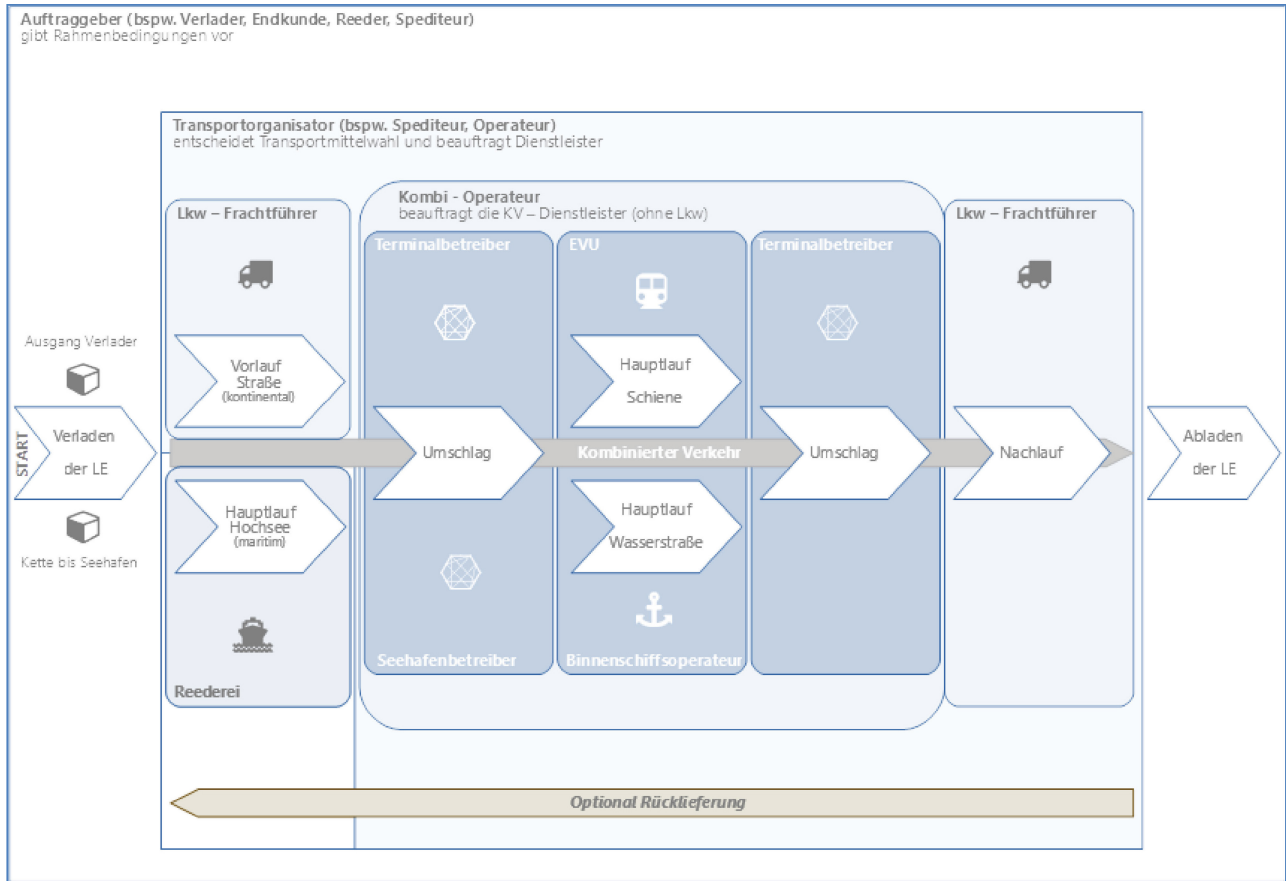 Auftraggeber (bspw. Verlader, Endkunde, Reeder, Spediteur)
gibt Rahmenbedingungen vor
Transportorganisator (bspw. Spediteur, Operateur)
entscheidet Transportmittelwahl und beauftragt Dienstleister
Kombi - Operateur
beauftragt die KV – Dienstleister (ohne Lkw)
Lkw – Frachtführer
Lkw – Frachtführer
Terminalbetreiber
EVU
Terminalbetreiber
Ausgang Verlader
Vorlauf
Straße
(kontinental)
Hauptlauf
Schiene
START
Verladen
der LE
Umschlag
Kombinierter Verkehr
Umschlag
Nachlauf
Abladen
der LE
Hauptlauf
Hochsee
(maritim)
Hauptlauf
Wasserstraße
Kette bis Seehafen
Seehafenbetreiber
Binnenschiffsoperateur
Reederei
Optional Rücklieferung